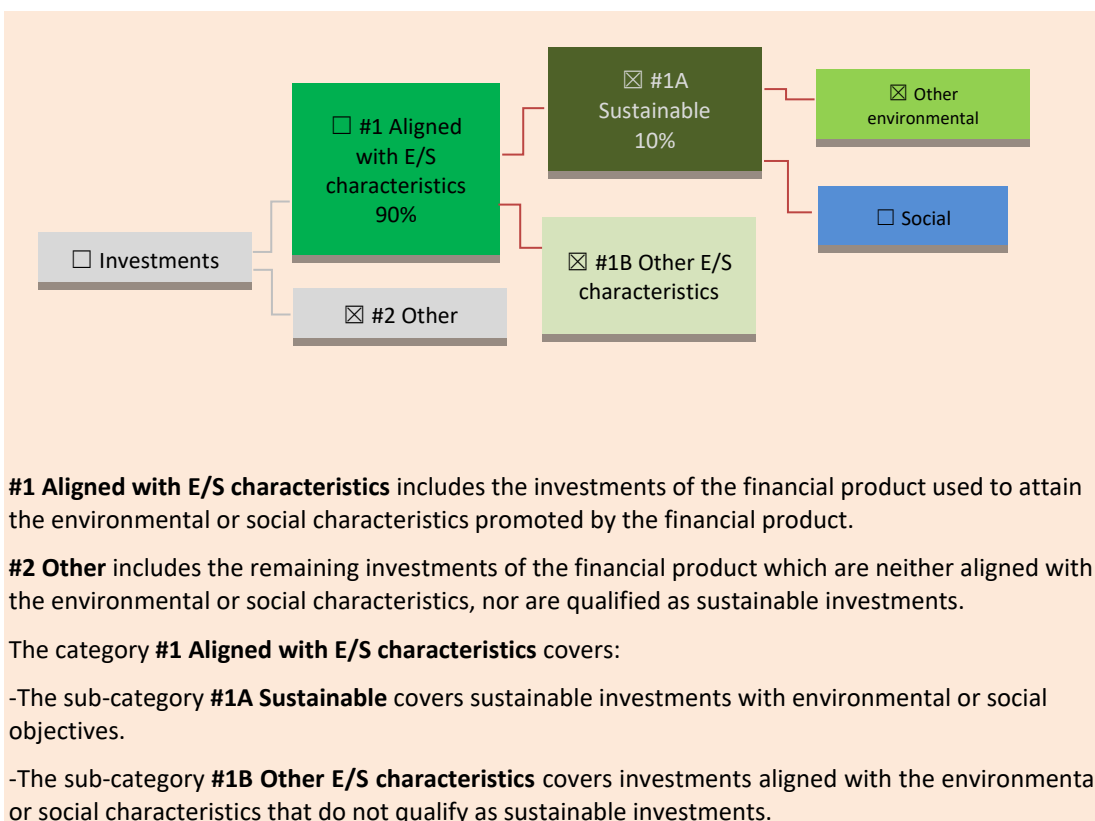 ☒ #1A
Sustainable
10%
☒ Other
environmental
☐ #1 Aligned
with E/S
characteristics
90%
☐ Social
☐ Investments
☒ #1B Other E/S
characteristics
☒ #2 Other
#1 Aligned with E/S characteristics includes the investments of the financial product used to attain
the environmental or social characteristics promoted by the financial product.
#2 Other includes the remaining investments of the financial product which are neither aligned with
the environmental or social characteristics, nor are qualified as sustainable investments.
The category #1 Aligned with E/S characteristics covers:
-The sub-category #1A Sustainable covers sustainable investments with environmental or social
objectives.
-The sub-category #1B Other E/S characteristics covers investments aligned with the environmenta
or social characteristics that do not qualify as sustainable investments.